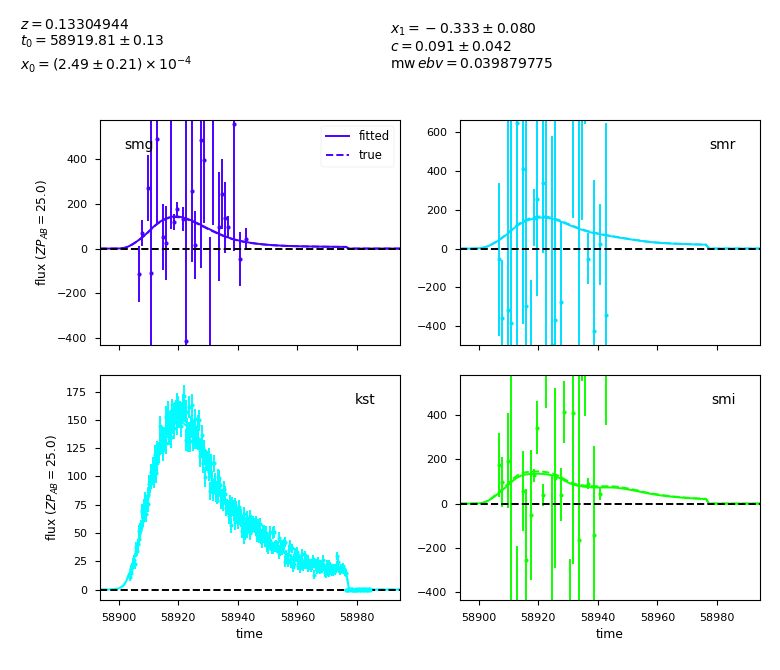 z = 0.13304944
t₀ = 58919.81 ± 0.13
x₀ = (2.49 ± 0.21) × 10⁻⁴
x₁ = −0.333 ± 0.080
c = 0.091 ± 0.042
mw ebv = 0.039879775
smg
fitted
true
flux (ZP_AB = 25.0)
400
200
0
−200
−400
smr
600
400
200
0
−200
−400
kst
flux (ZP_AB = 25.0)
175
150
125
100
75
50
25
0
58900 58920 58940 58960 58980
time
smi
400
200
0
−200
−400
58900 58920 58940 58960 58980
time